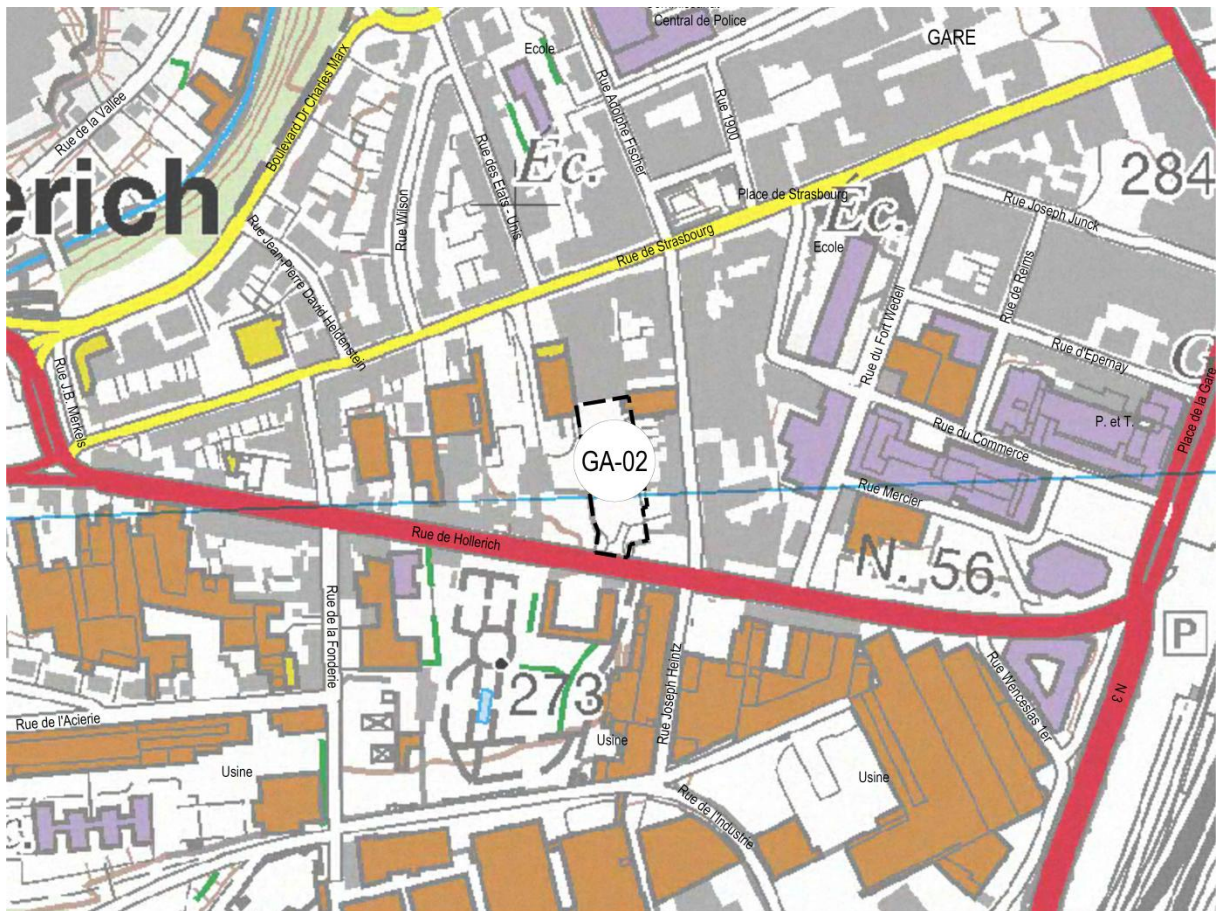 Central de Police
GARE
Ecole
Rue de la Vallée
Boulevard Dr Charles Marx
Rue Adolphe Fischer
Rue 1900
Ec.
284
erich
Rue des Etats - Unis
Place de Strasbourg
Rue Joseph Junck
Rue Wilson
Ec.
Ecole
Rue de Strasbourg
Rue Jean-Pierre David Heldenstein
Rue de Reims
Rue du Fort Wedell
Rue d'Epernay
G
Rue J.B. Merkels
Place de la Gare
P. et T.
Rue du Commerce
GA-02
Rue Mercier
Rue de Hollerich
N. 56
P
Rue de la Fonderie
Rue Joseph Heintz
Rue Wenceslas 1er
N 3
273
Rue de l'Acierie
Usine
Usine
Usine
Rue de l'Industrie
c.